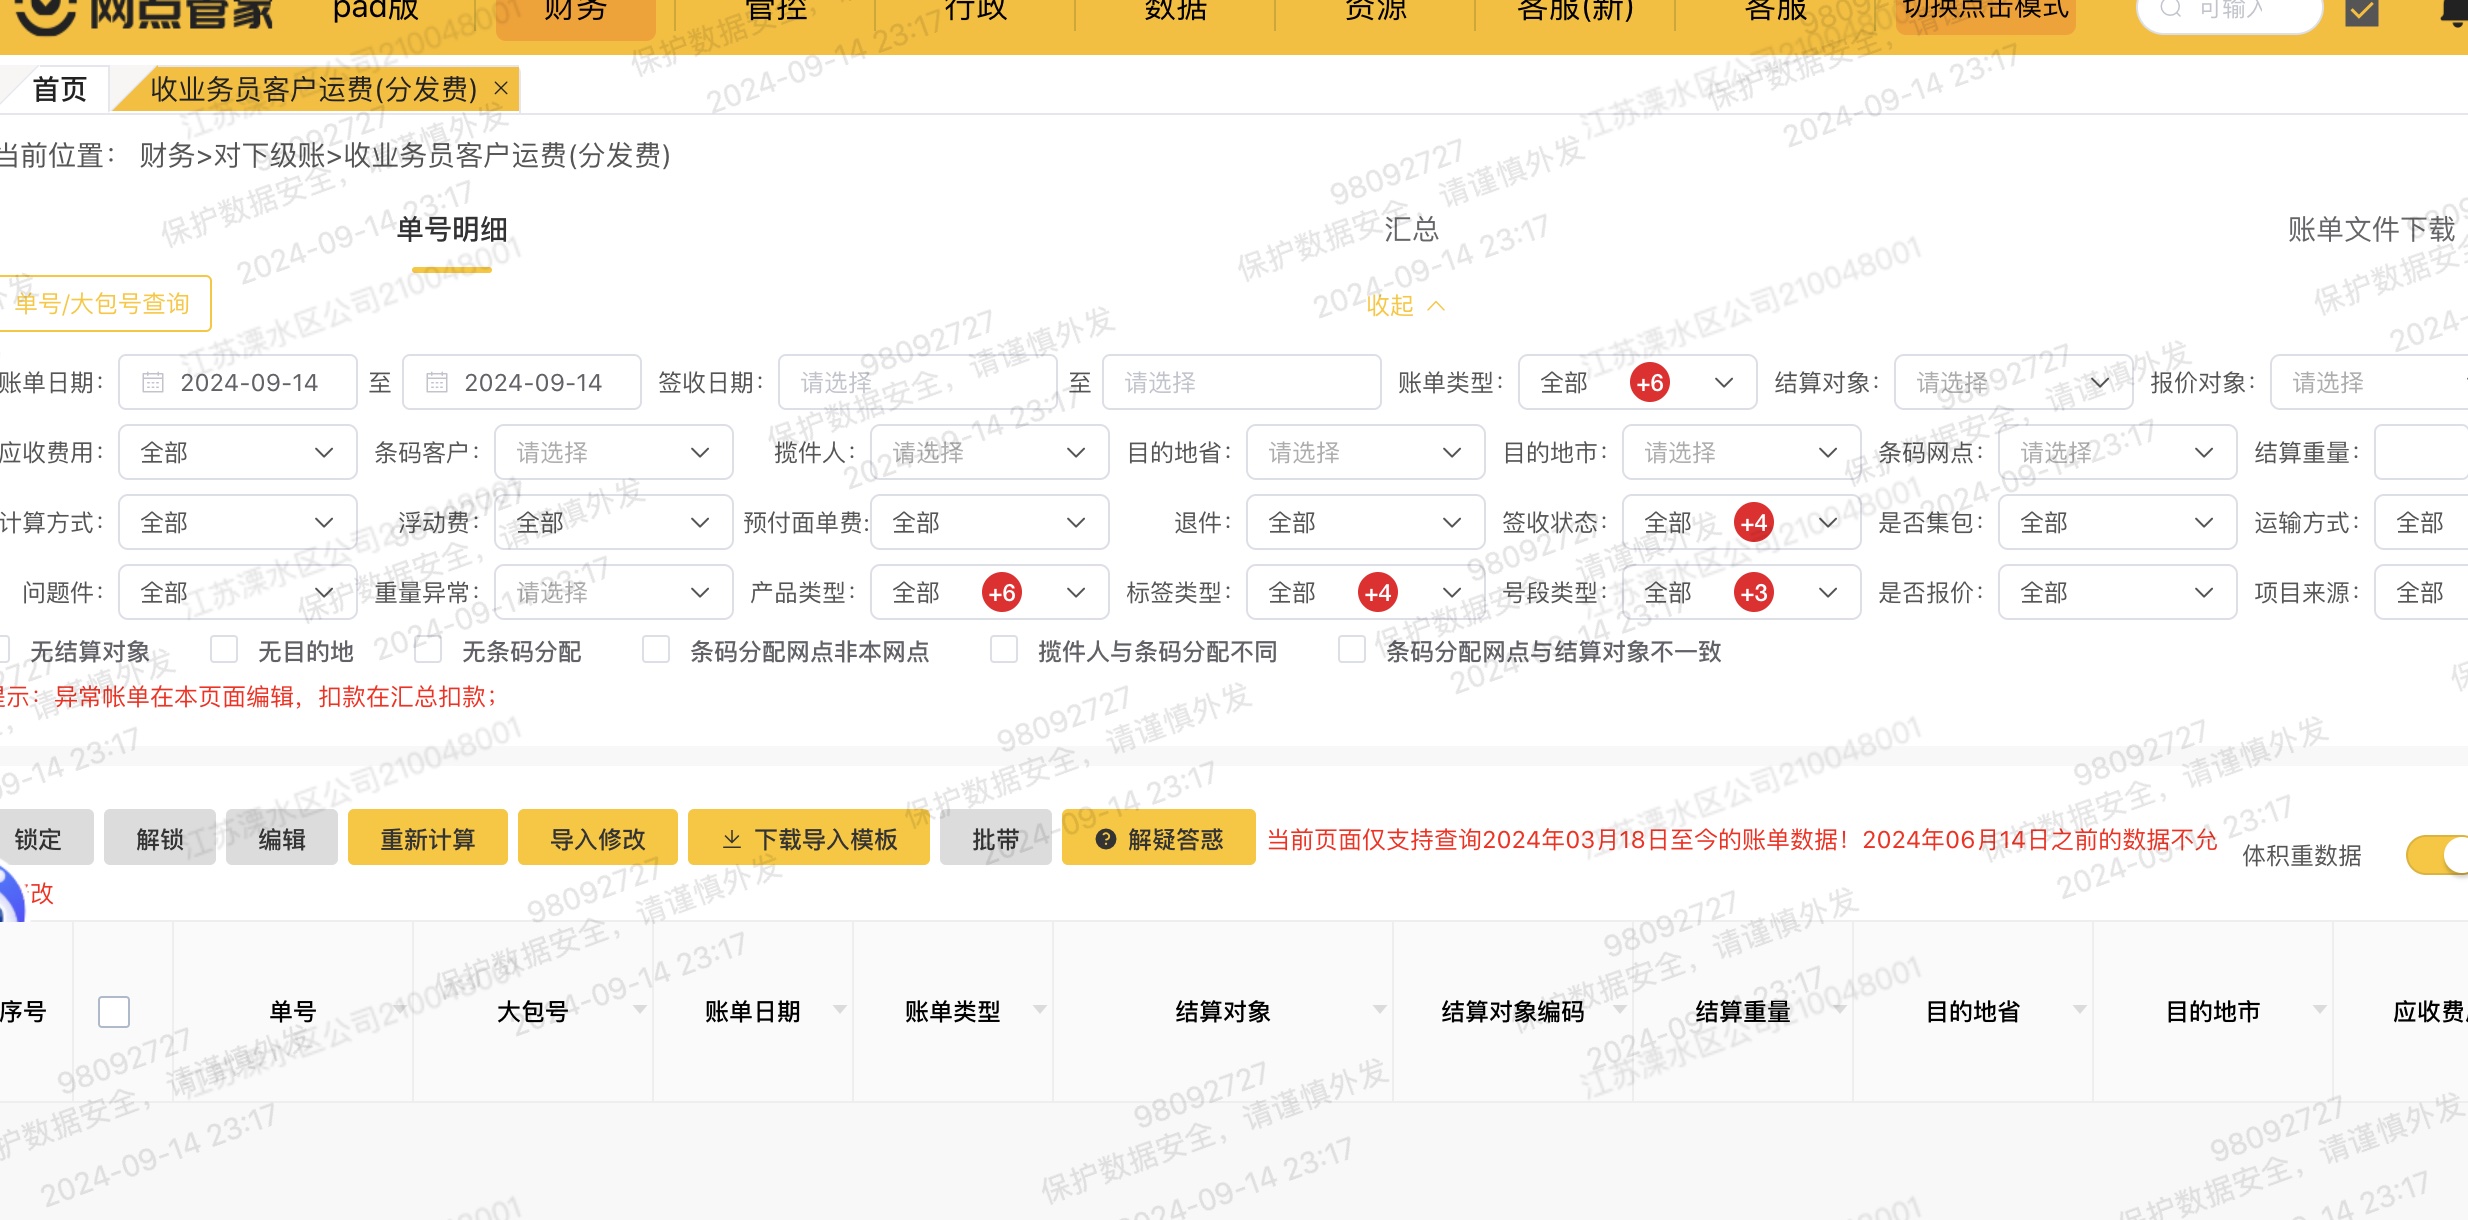 网点管家 pad版 财务 管控 行政 数据 资源 客服(新) 客服 切换点击模式 可输入
首页 收业务员客户运费(分发费) ×
当前位置： 财务>对下级账>收业务员客户运费(分发费)
单号明细 汇总 账单文件下载
单号/大包号查询 收起
账单日期： 2024-09-14 至 2024-09-14 签收日期： 请选择 至 请选择 账单类型： 全部 +6 结算对象： 请选择 报价对象： 请选择
应收费用： 全部 条码客户： 请选择 揽件人： 请选择 目的地省： 请选择 目的地市： 请选择 条码网点： 请选择 结算重量：
计算方式： 全部 浮动费： 全部 预付面单费： 全部 退件： 全部 签收状态： 全部 +4 是否集包： 全部 运输方式： 全部
问题件： 全部 重量异常： 请选择 产品类型： 全部 +6 标签类型： 全部 +4 号段类型： 全部 +3 是否报价： 全部 项目来源： 全部
无结算对象 无目的地 无条码分配 条码分配网点非本网点 揽件人与条码分配不同 条码分配网点与结算对象不一致
提示：异常帐单在本页面编辑，扣款在汇总扣款；
锁定 解锁 编辑 重新计算 导入修改 下载导入模板 批带 解疑答惑 当前页面仅支持查询2024年03月18日至今的账单数据！2024年06月14日之前的数据不允 体积重数据
改
序号 单号 大包号 账单日期 账单类型 结算对象 结算对象编码 结算重量 目的地省 目的地市 应收费
江苏溧水区公司210048001
98092727
保护数据安全，请谨慎外发
2024-09-14 23:17